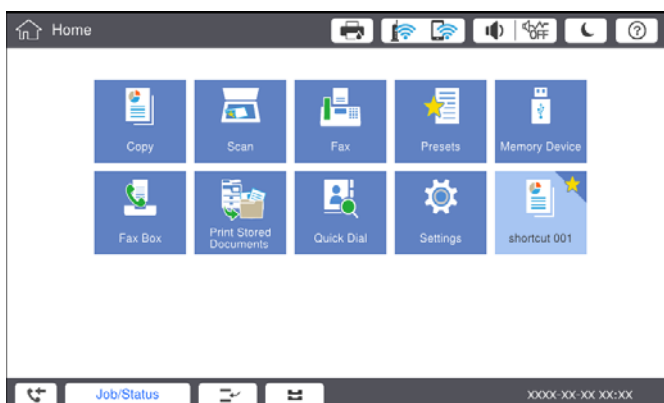 Home
OFF
?
Copy
Scan
Fax
Presets
Memory Device
Fax Box
Print Stored
Documents
Quick Dial
Settings
shortcut 001
Job/Status
XXXX-XX-XX XX:XX